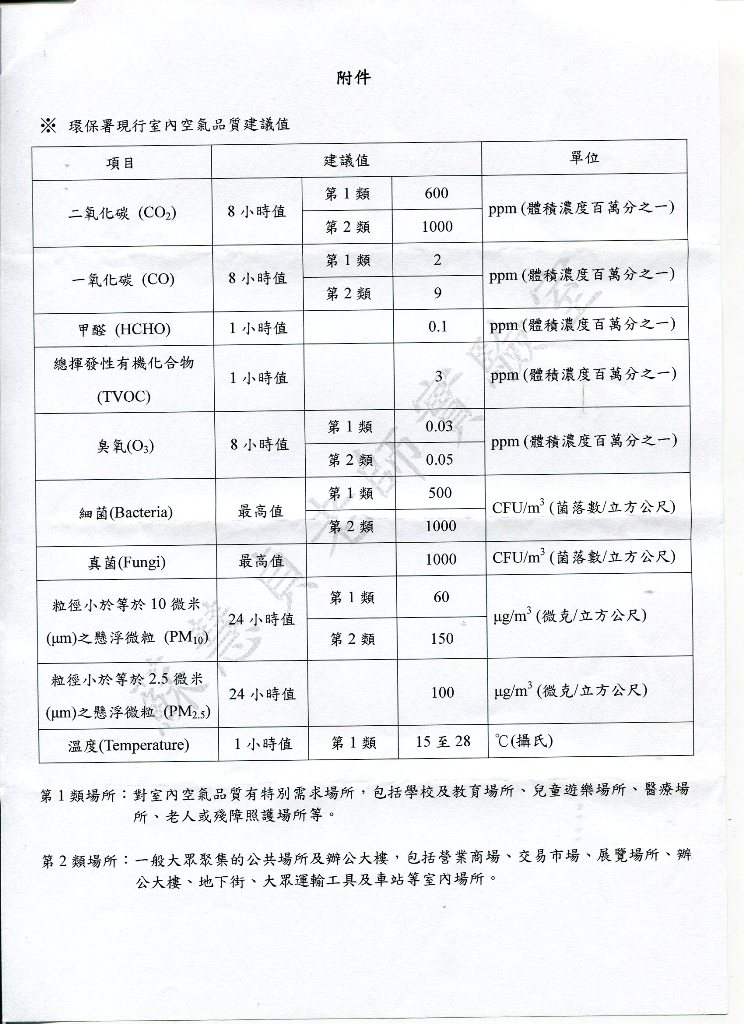 附件
※ 環保署現行室內空氣品質建議值
項目 建議值 單位
二氧化碳 (CO₂) 8 小時值 第 1 類 600 ppm (體積濃度百萬分之一)
第 2 類 1000
一氧化碳 (CO) 8 小時值 第 1 類 2 ppm (體積濃度百萬分之一)
第 2 類 9
甲醛 (HCHO) 1 小時值 0.1 ppm (體積濃度百萬分之一)
總揮發性有機化合物
(TVOC) 1 小時值 3 ppm (體積濃度百萬分之一)
臭氧(O₃) 8 小時值 第 1 類 0.03 ppm (體積濃度百萬分之一)
第 2 類 0.05
細菌(Bacteria) 最高值 第 1 類 500 CFU/m³ (菌落數/立方公尺)
第 2 類 1000
真菌(Fungi) 最高值 1000 CFU/m³ (菌落數/立方公尺)
粒徑小於等於 10 微米
(μm)之懸浮微粒 (PM₁₀) 24 小時值 第 1 類 60 μg/m³ (微克/立方公尺)
第 2 類 150
粒徑小於等於 2.5 微米
(μm)之懸浮微粒 (PM₂.₅) 24 小時值 100 μg/m³ (微克/立方公尺)
溫度(Temperature) 1 小時值 第 1 類 15 至 28 ℃(攝氏)
第 1 類場所：對室內空氣品質有特別需求場所，包括學校及教育場所、兒童遊樂場所、醫療場
所、老人或殘障照護場所等。
第 2 類場所：一般大眾聚集的公共場所及辦公大樓，包括營業商場、交易市場、展覽場所、辦
公大樓、地下街、大眾運輸工具及車站等室內場所。
蘇慧貞老師實驗室